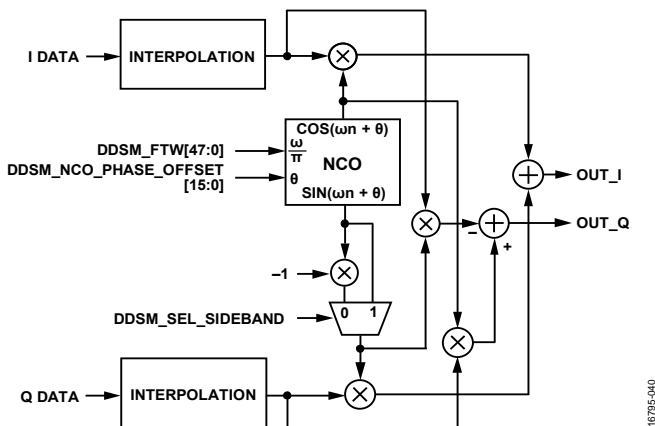 I DATA
INTERPOLATION
COS(ωn + θ)
DDSM_FTW[47:0]
ω
π
NCO
DDSM_NCO_PHASE_OFFSET
[15:0]
θ
SIN(ωn + θ)
OUT_I
OUT_Q
–
+
–1
0 1
DDSM_SEL_SIDEBAND
Q DATA
INTERPOLATION
16795-040